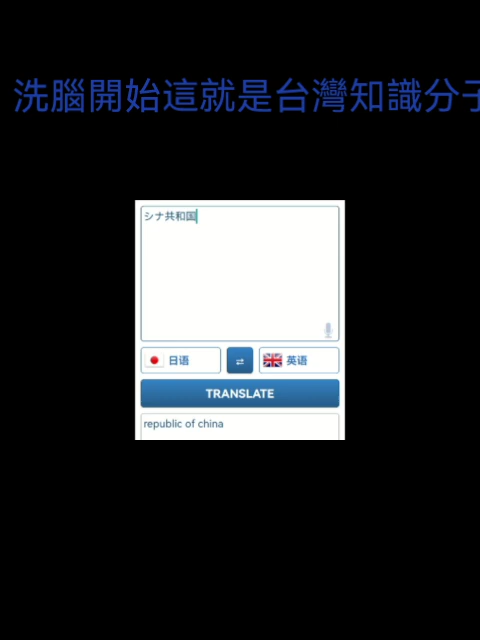 洗腦開始這就是台灣知識分子
シナ共和国
日语
英语
TRANSLATE
republic of china